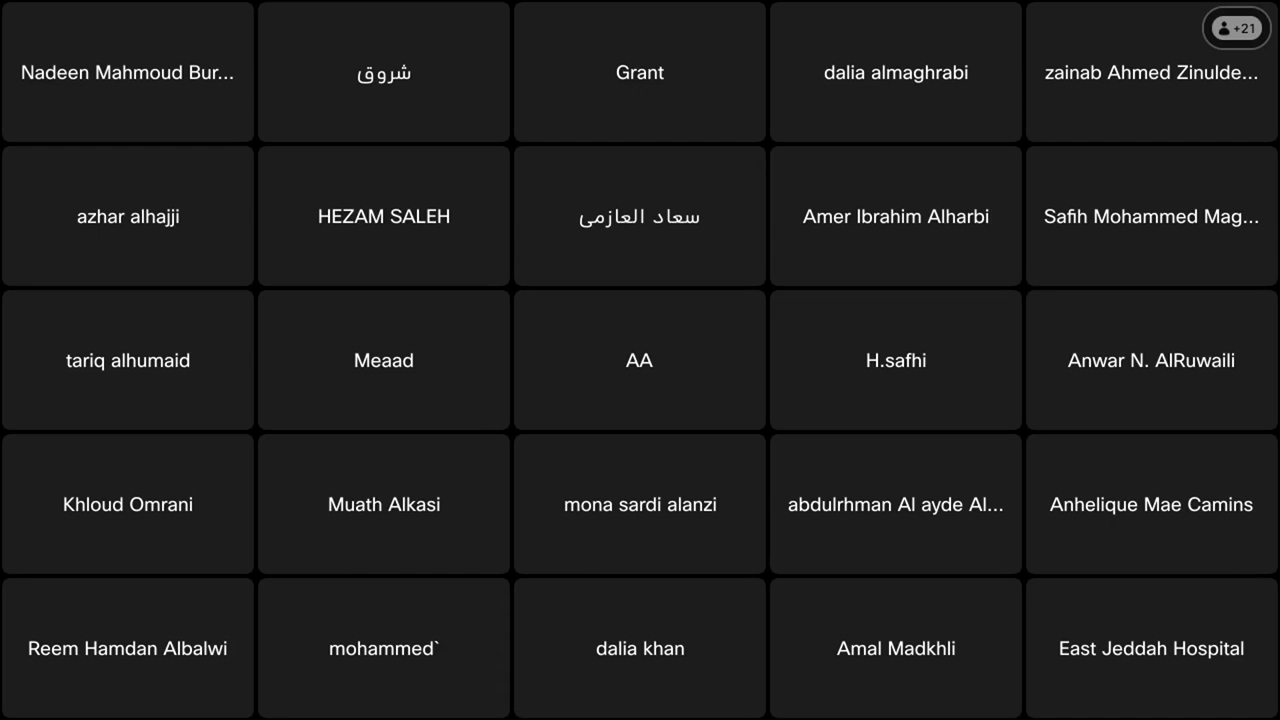 Nadeen Mahmoud Bur...
شروق
Grant
dalia almaghrabi
zainab Ahmed Zinulde...
+21
azhar alhajji
HEZAM SALEH
سعاد العازمي
Amer Ibrahim Alharbi
Safih Mohammed Mag...
tariq alhumaid
Meaad
AA
H.safhi
Anwar N. AlRuwaili
Khloud Omrani
Muath Alkasi
mona sardi alanzi
abdulrhman Al ayde Al...
Anhelique Mae Camins
Reem Hamdan Albalwi
mohammed`
dalia khan
Amal Madkhli
East Jeddah Hospital